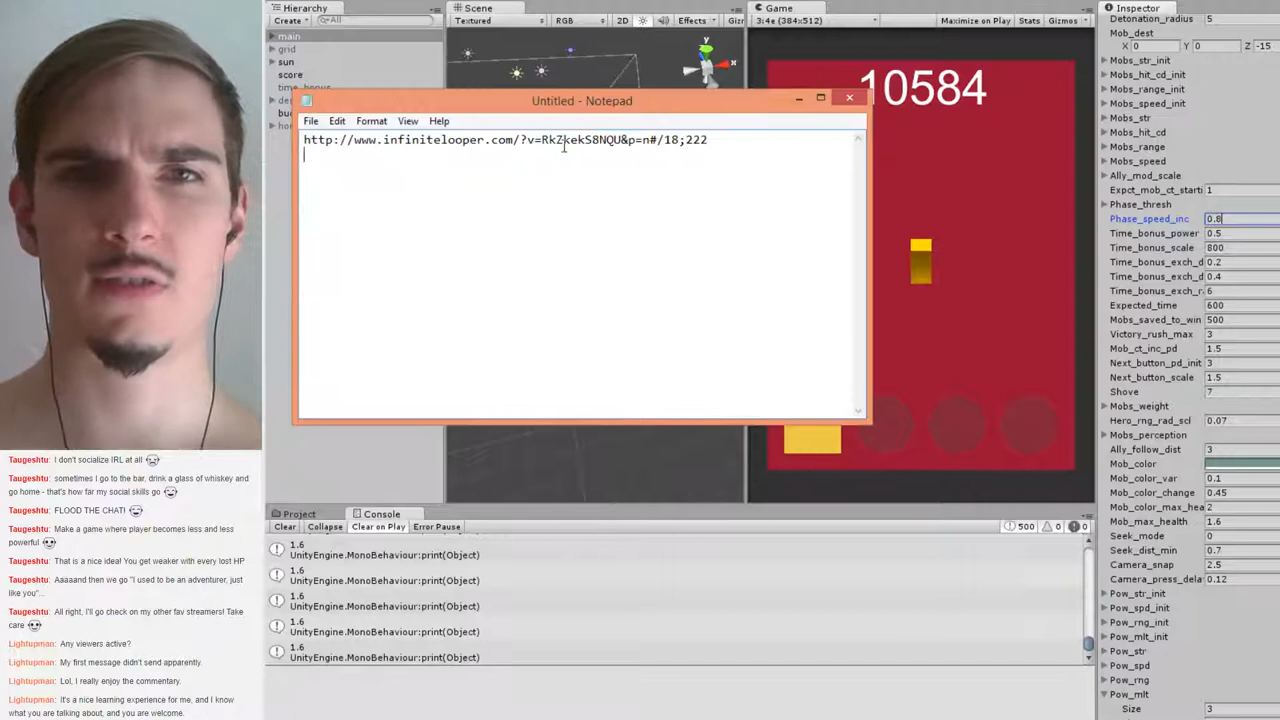 Hierarchy
Create
All
main
grid
sun
score
time_bonus
Scene
Textured
RGB
2D
Effects
Game
3:4e (384x512)
Maximize on Play
Stats
Gizmos
y
x
10584
Untitled - Notepad
File Edit Format View Help
http://www.infinitelooper.com/?v=RkZkekS8NQU&p=n#/18;222
Inspector
Detonation_radius 5
Mob_dest
X 0 Y 0 Z -15
Mobs_str_init
Mobs_hit_cd_init
Mobs_range_init
Mobs_speed_init
Mobs_str
Mobs_hit_cd
Mobs_range
Mobs_speed
Ally_mod_scale
Expct_mob_ct_starti 1
Phase_thresh
Phase_speed_inc 0.8
Time_bonus_power 0.5
Time_bonus_scale 800
Time_bonus_exch_d 0.2
Time_bonus_exch_d 0.4
Time_bonus_exch_r 6
Expected_time 600
Mobs_saved_to_win 500
Victory_rush_max 3
Mob_ct_inc_pd 1.5
Next_button_pd_init 3
Next_button_scale 1.5
Shove 7
Mobs_weight
Hero_rng_rad_scl 0.07
Mobs_perception
Ally_follow_dist 3
Mob_color
Mob_color_var 0.1
Mob_color_change 0.45
Mob_color_max_hea 2
Mob_max_health 1.6
Seek_mode 0
Seek_dist_min 0.7
Camera_snap 2.5
Camera_press_dela 0.12
Pow_str_init
Pow_spd_init
Pow_rng_init
Pow_mlt_init
Pow_str
Pow_spd
Pow_rng
Pow_mlt
Size 3
Project
Console
Clear Collapse Clear on Play Error Pause
500 0 0
1.6
UnityEngine.MonoBehaviour:print(Object)
1.6
UnityEngine.MonoBehaviour:print(Object)
1.6
UnityEngine.MonoBehaviour:print(Object)
1.6
UnityEngine.MonoBehaviour:print(Object)
1.6
UnityEngine.MonoBehaviour:print(Object)
Taugeshtu: I don't socialize IRL at all
Taugeshtu: sometimes I go to the bar, drink a glass of whiskey and
go home - that's how far my social skills go
Taugeshtu: FLOOD THE CHAT!
Taugeshtu: Make a game where player becomes less and less
powerful
Taugeshtu: That is a nice idea! You get weaker with every lost HP
Taugeshtu: Aaaaand then we go "I used to be an adventurer, just
like you"...
Taugeshtu: All right, I'll go check on my other fav streamers! Take
care
Lightupman: Any viewers active?
Lightupman: My first message didn't send apparently.
Lightupman: Lol, I really enjoy the commentary.
Lightupman: It's a nice learning experience for me, and I know
what you are talking about, and you are welcome.